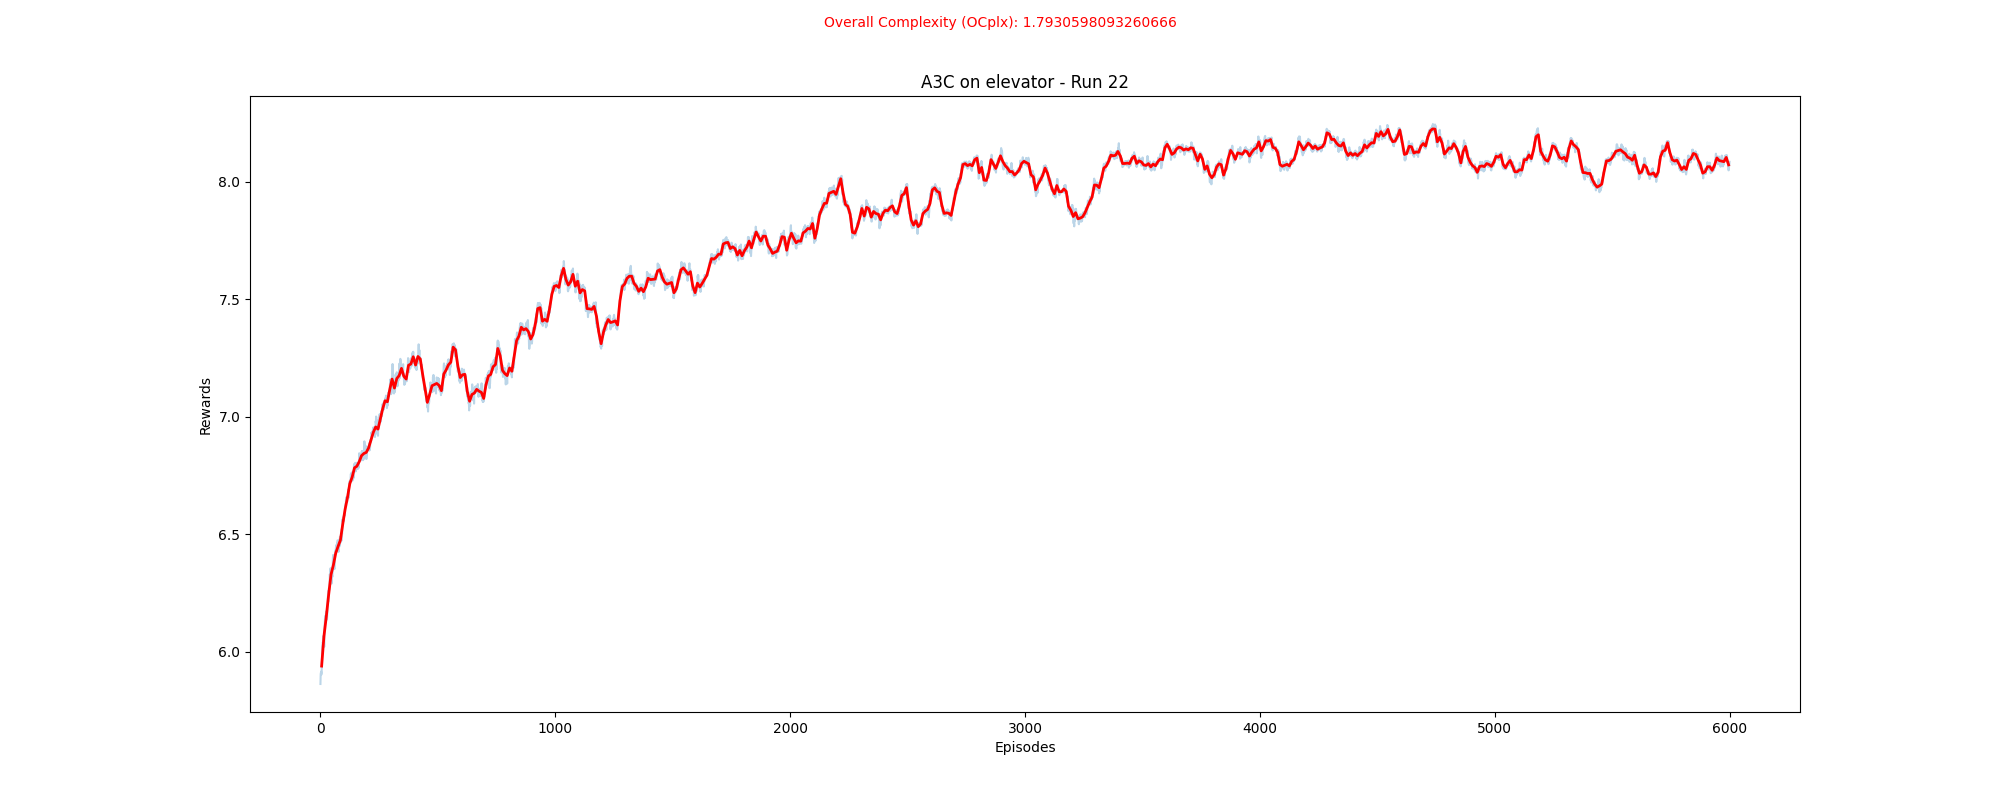 Overall Complexity (OCplx): 1.7930598093260666
A3C on elevator - Run 22
8.0
7.5
7.0
6.5
6.0
Rewards
0 1000 2000 3000 4000 5000 6000
Episodes